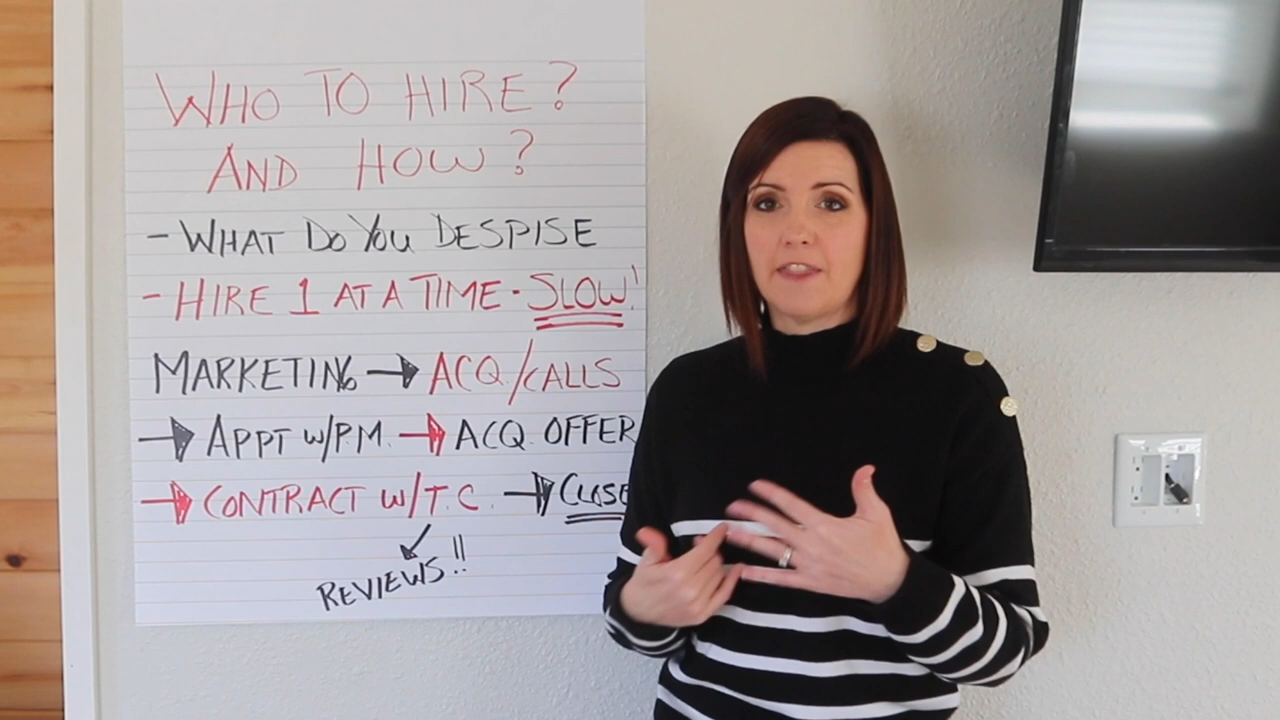 WHO TO HIRE?
AND HOW?
- WHAT DO YOU DESPISE
- HIRE 1 AT A TIME - SLOW!
MARKETING → ACQ/CALLS
→ APPT W/PM. → ACQ. OFFER
→ CONTRACT W/T.C. → CLOSE
REVIEWS!!